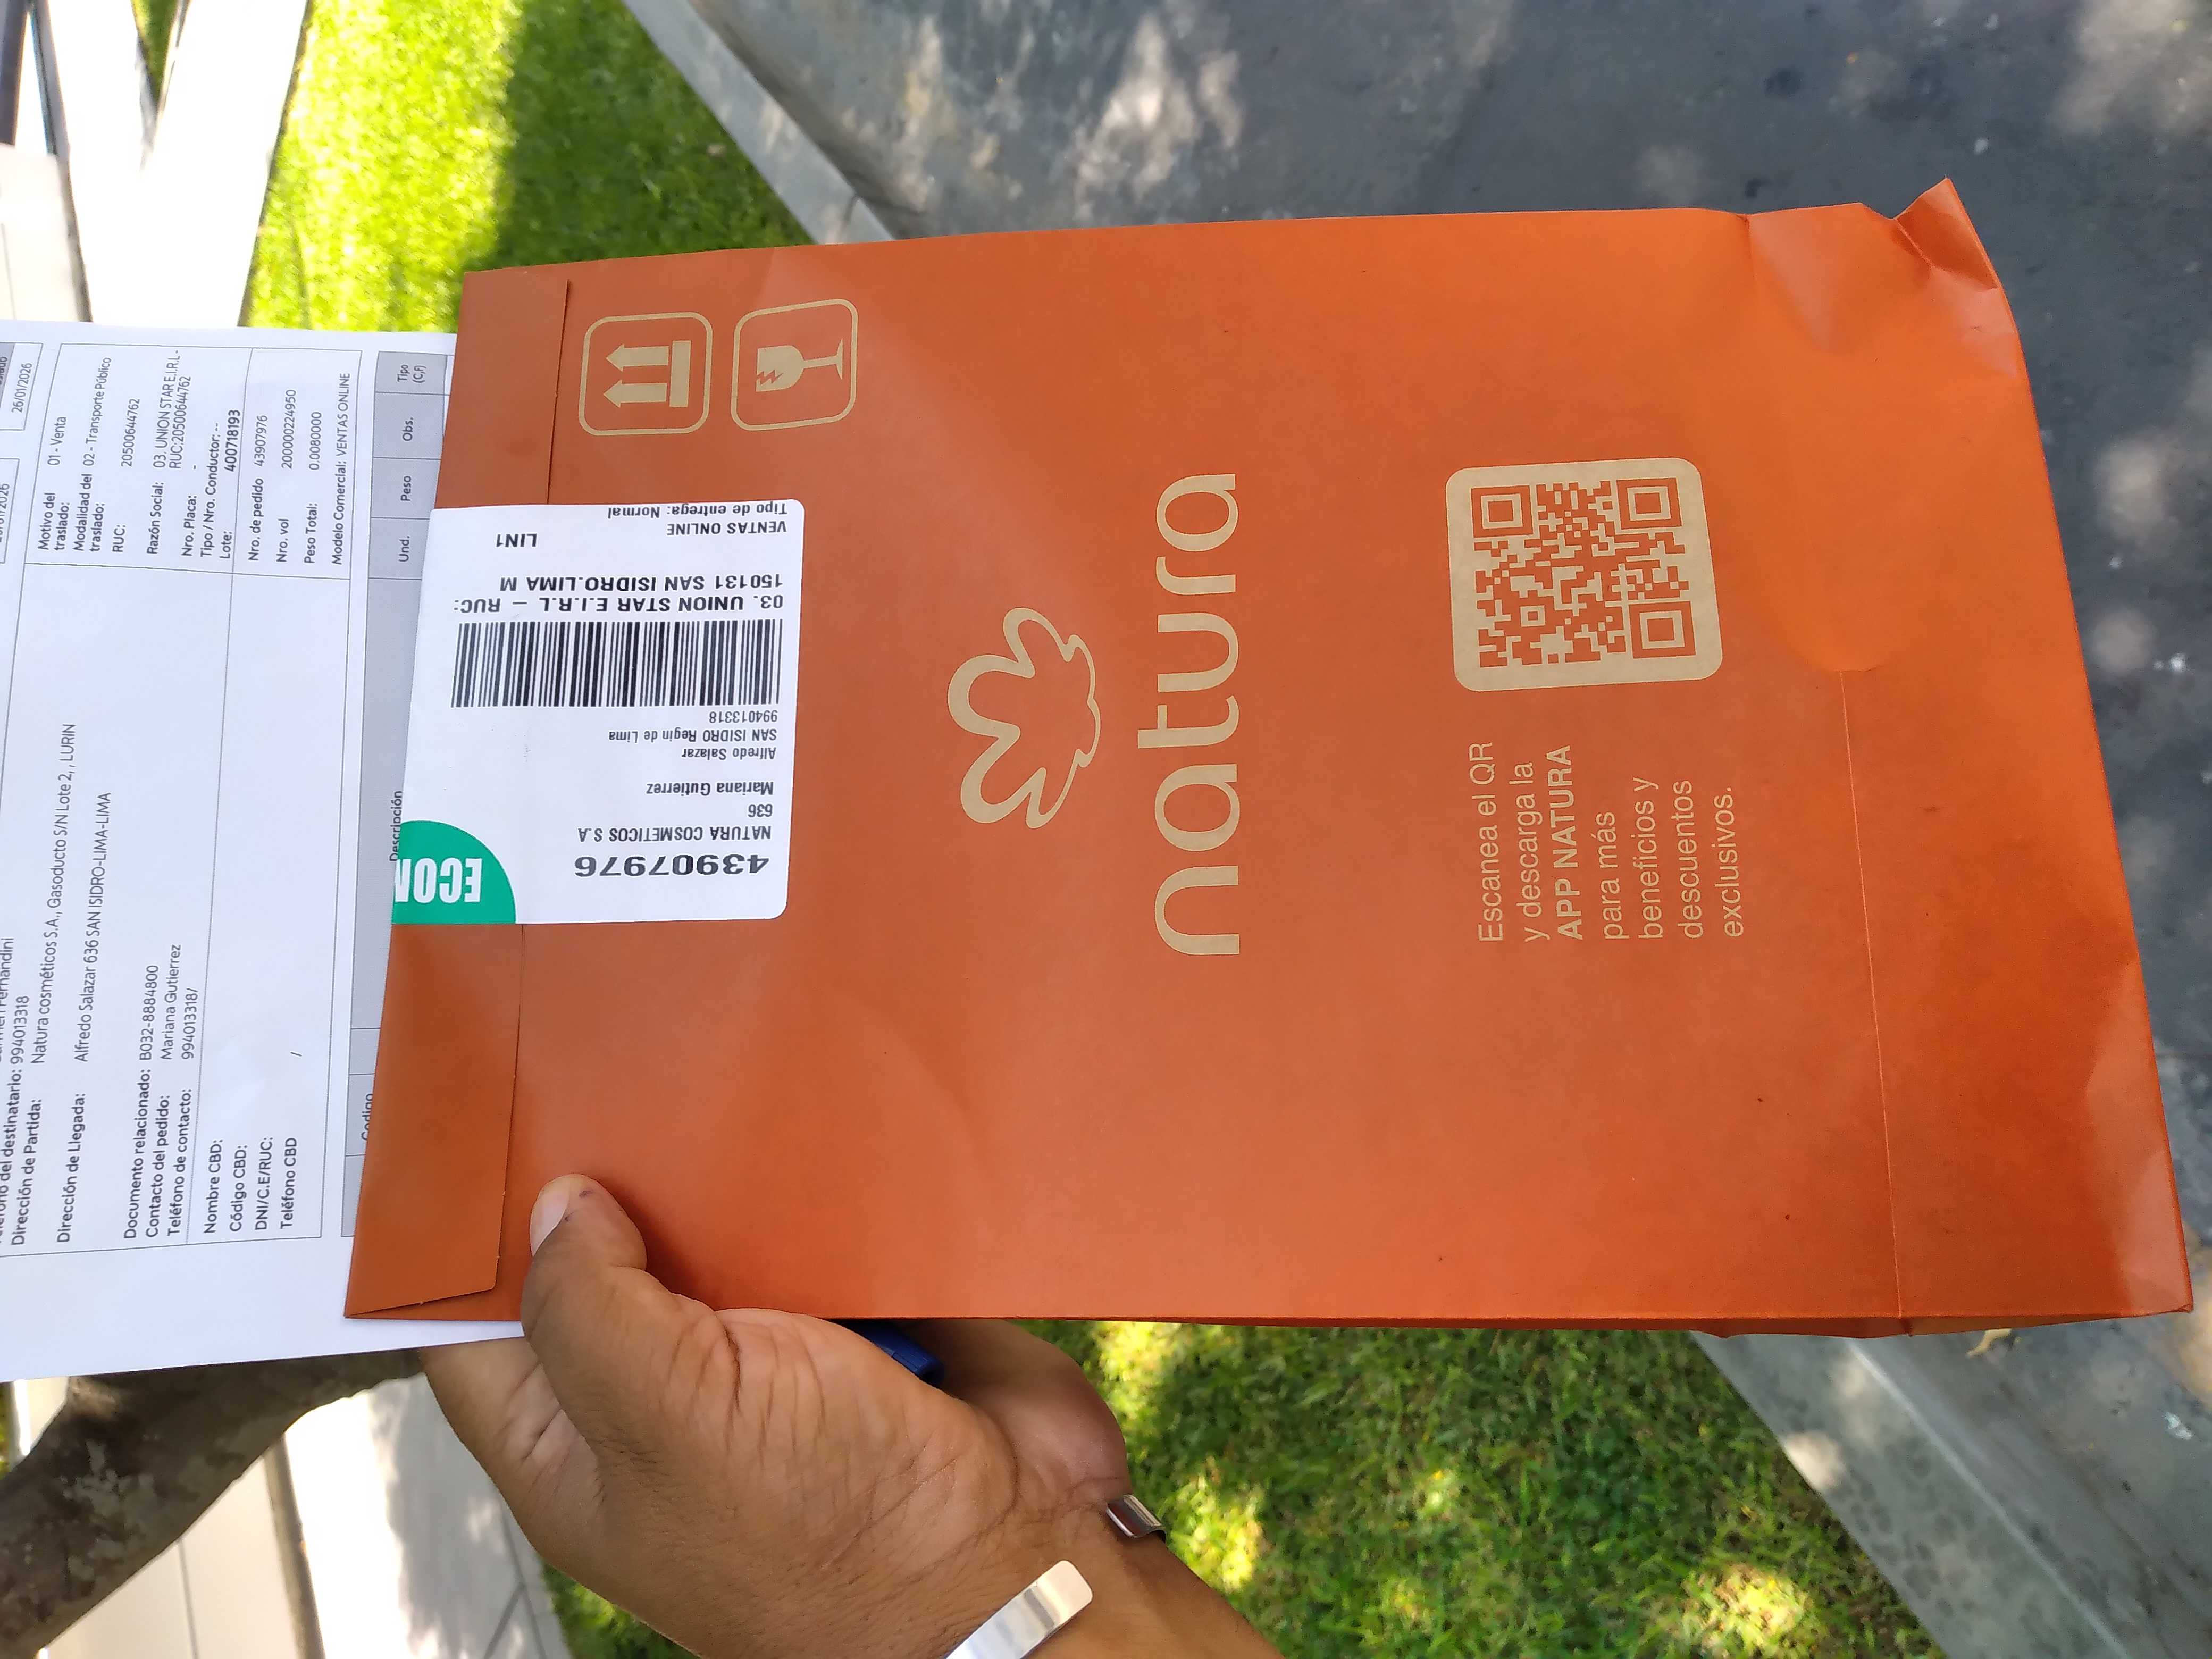 26/01/2026
Motivo del traslado: 01 - Venta
Modalidad del traslado: 02 - Transporte Público
RUC: 20500644762
Razón Social: 03. UNION STAR E.I.R.L-
RUC:20500644762
Nro. Placa: -
Tipo / Nro. Conductor: --
Lote: 400718193
Nro. de pedido 43907976
Nro. vol 200000224950
Peso Total: 0.0080000
Modelo Comercial: VENTAS ONLINE
del destinatario: 994013318
Dirección de Partida: Natura cosméticos S.A., Gasoducto S/N Lote 2, , LURIN
Dirección de Llegada: Alfredo Salazar 636 SAN ISIDRO-LIMA-LIMA
Documento relacionado: B032-8884800
Contacto del pedido: Mariana Gutierrez
Teléfono de contacto: 994013318/
Nombre CBD:
Código CBD:
DNI/C.E/RUC:
Teléfono CBD /
Código Descripción Und. Peso Obs. Tipo (C,F)
ECON
43907976
NATURA COSMETICOS S.A
636
Mariana Gutierrez
Alfredo Salazar
SAN ISIDRO Regin de Lima
994013318
03. UNION STAR E.I.R.L - RUC:
150131 SAN ISIDRO.LIMA M
LIN1
VENTAS ONLINE
Tipo de entrega: Normal
natura
Escanea el QR
y descarga la
APP NATURA
para más
beneficios y
descuentos
exclusivos.